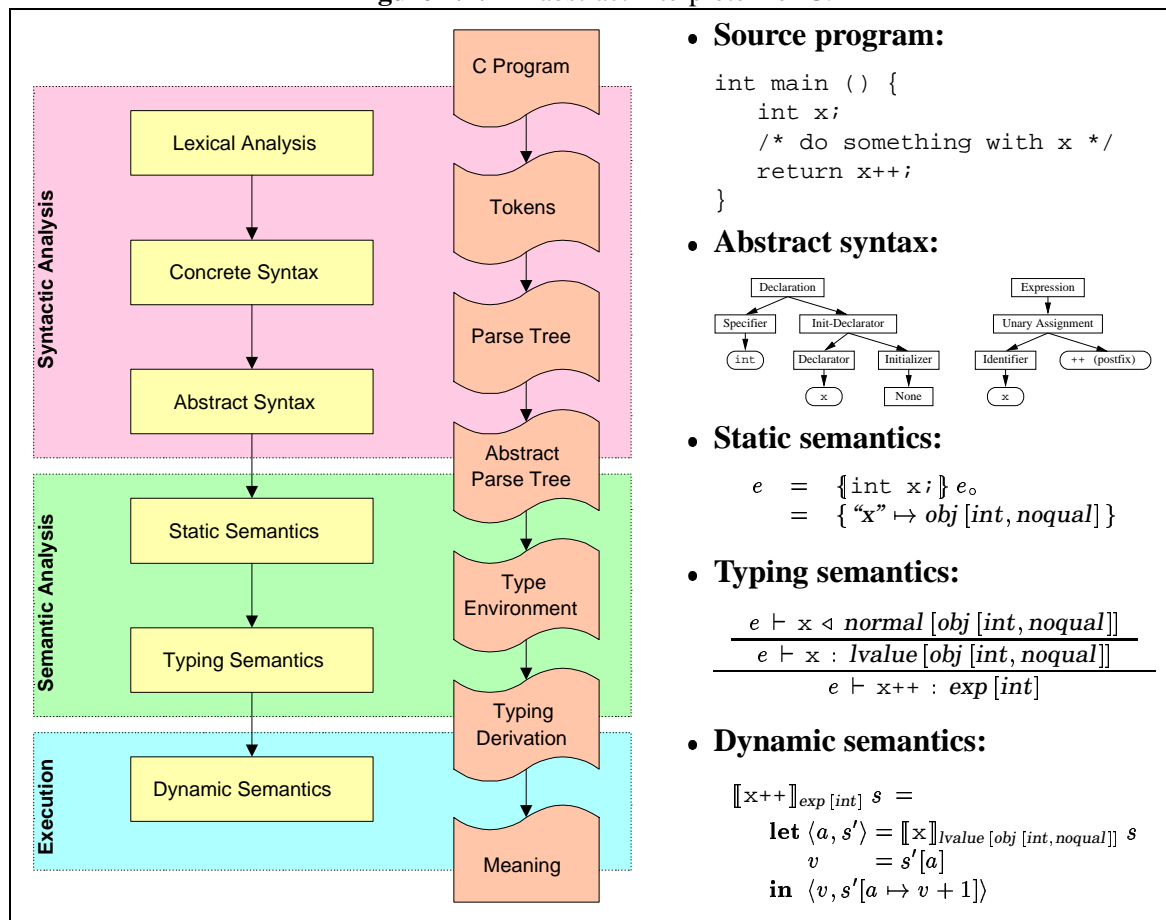 Syntactic Analysis
Lexical Analysis
Concrete Syntax
Abstract Syntax
Semantic Analysis
Static Semantics
Typing Semantics
Execution
Dynamic Semantics
C Program
Tokens
Parse Tree
Abstract
Parse Tree
Type
Environment
Typing
Derivation
Meaning
• Source program:
int main () {
int x;
/* do something with x */
return x++;
}
• Abstract syntax:
Declaration
Specifier Init-Declarator
int Declarator Initializer
x None
Expression
Unary Assignment
Identifier ++ (postfix)
x
• Static semantics:
e = {[int x;]} e∘
= { “x” ↦ obj [int, noqual] }
• Typing semantics:
e ⊢ x ◃ normal [obj [int, noqual]]
e ⊢ x : lvalue [obj [int, noqual]]
e ⊢ x++ : exp [int]
• Dynamic semantics:
⟦x++⟧exp [int] s =
let ⟨a, s′⟩ = ⟦x⟧lvalue [obj [int, noqual]] s
v = s′[a]
in ⟨v, s′[a ↦ v + 1]⟩